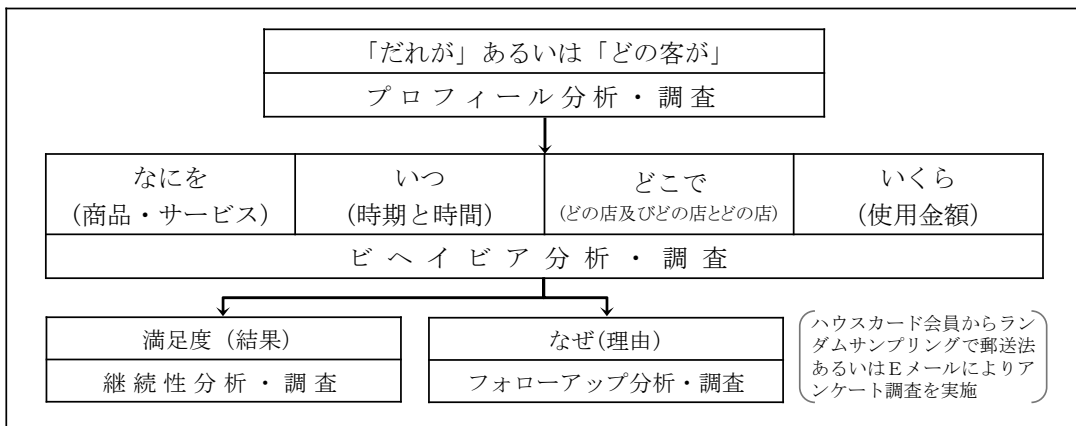 「だれが」あるいは「どの客が」
プロフィール分析・調査
なにを
(商品・サービス)
いつ
(時期と時間)
どこで
(どの店及びどの店とどの店)
いくら
(使用金額)
ビヘイビア分析・調査
満足度（結果）
継続性分析・調査
なぜ(理由)
フォローアップ分析・調査
ハウスカード会員からラン
ダムサンプリングで郵送法
あるいはＥメールによりア
ンケート調査を実施